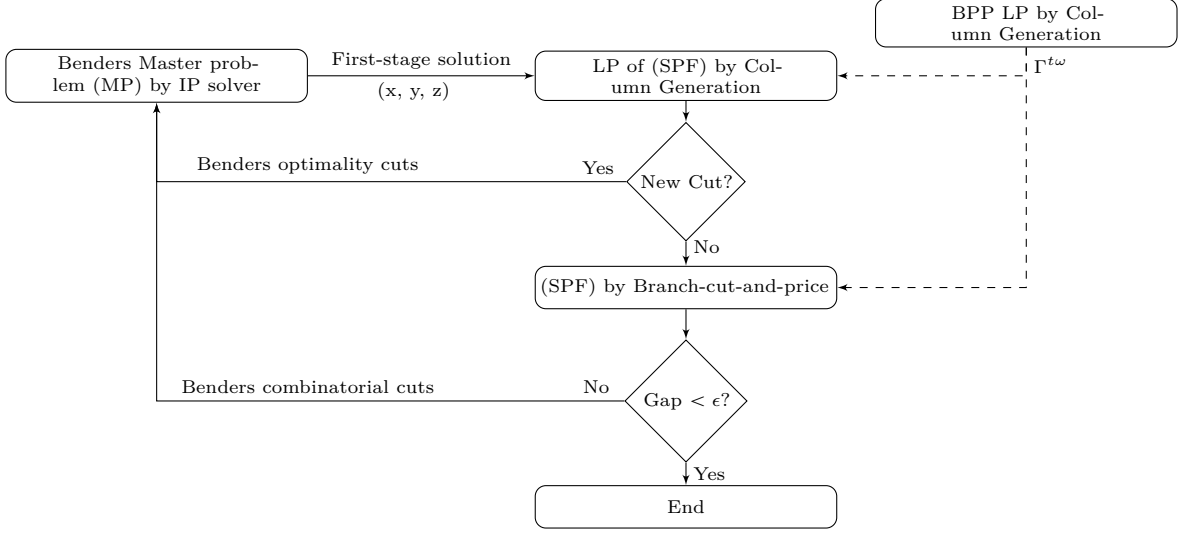 BPP LP by Col-
umn Generation
Benders Master prob-
lem (MP) by IP solver
First-stage solution
(x, y, z)
LP of (SPF) by Col-
umn Generation
Γ^{tω}
Benders optimality cuts
Yes
New Cut?
No
(SPF) by Branch-cut-and-price
Benders combinatorial cuts
No
Gap < ϵ?
Yes
End